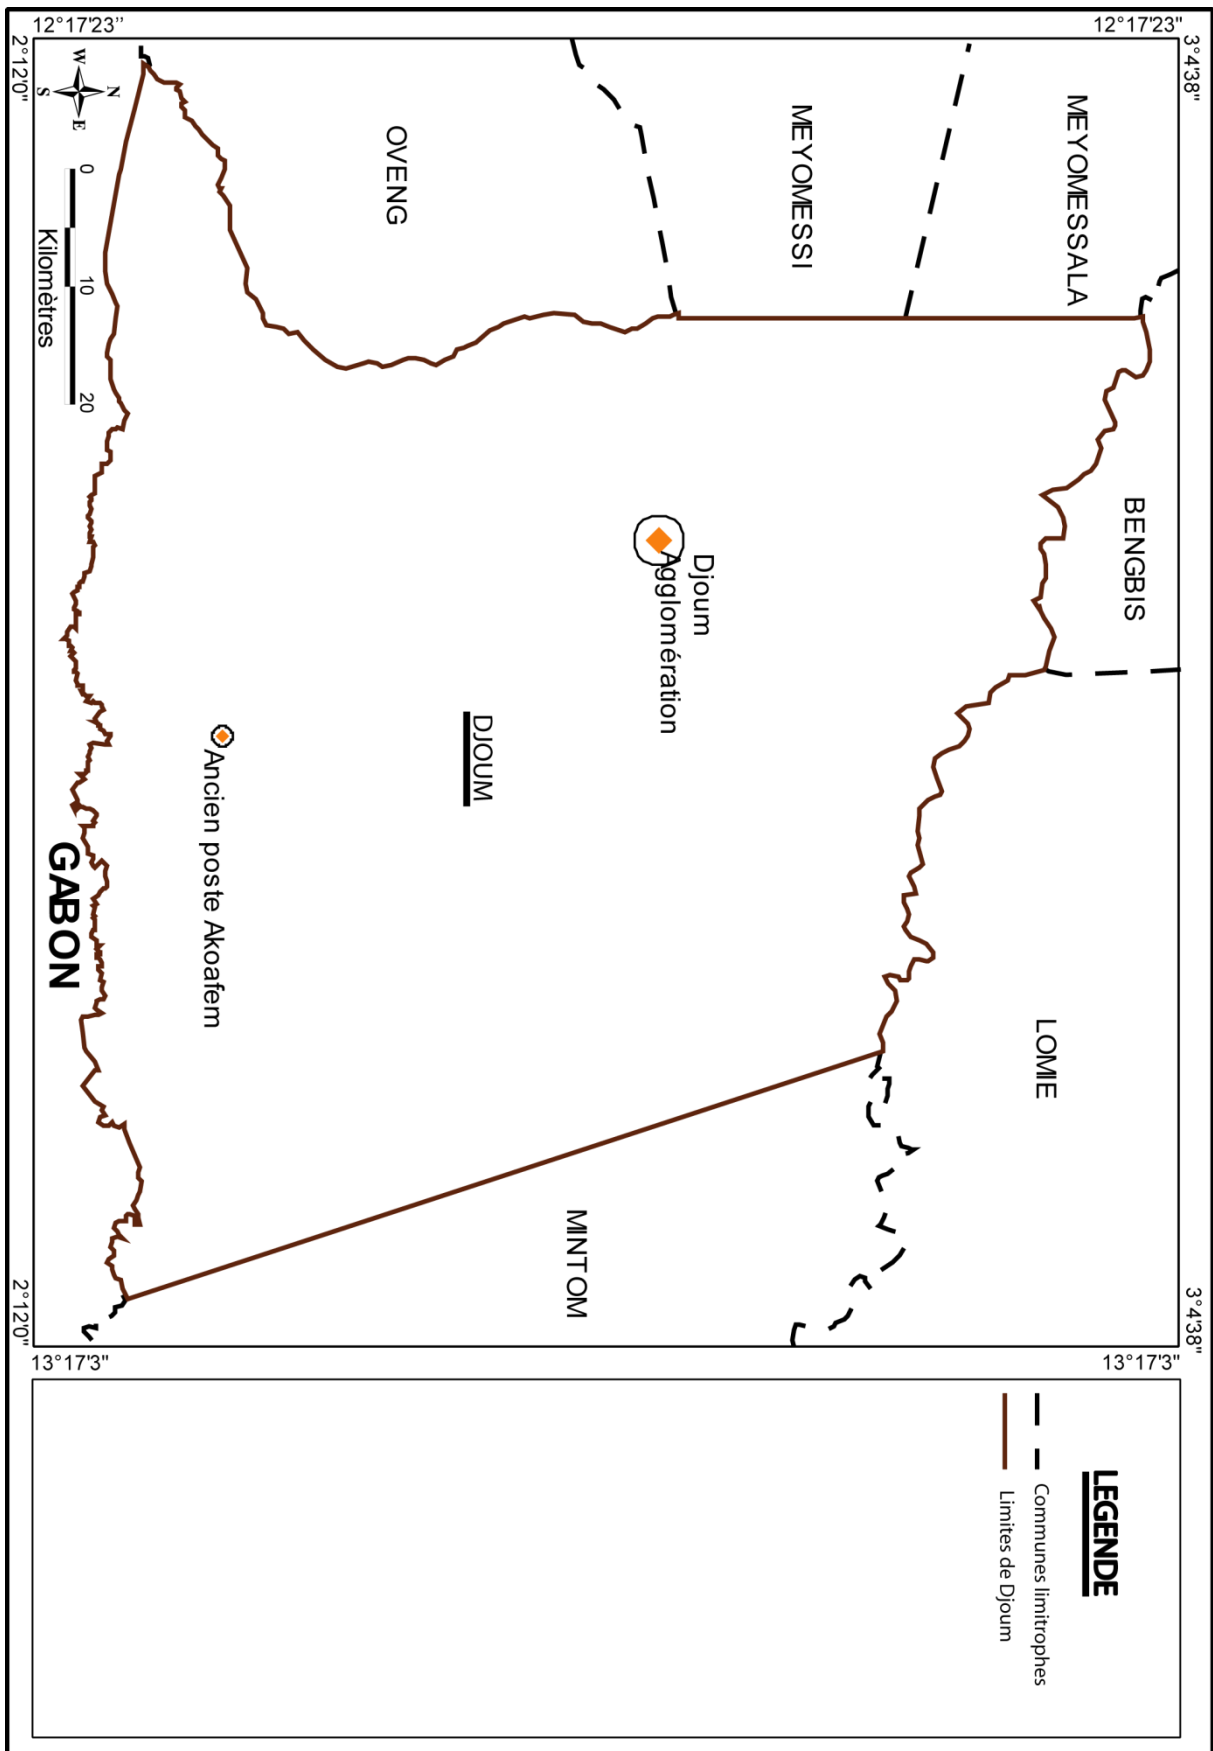 12°17'23"
13°17'3"
3°4'38"
3°4'38"
MEYOMESSALA
BENGBIS
LOMIE
MEYOMESSI
Djoum
Agglomération
MINTOM
DJOUM
OVENG
Ancien poste Akoafem
GABON
N
W
E
S
0
10
20
Kilomètres
2°12'0"
2°12'0"
12°17'23"
13°17'3"
LEGENDE
Communes limitrophes
Limites de Djoum